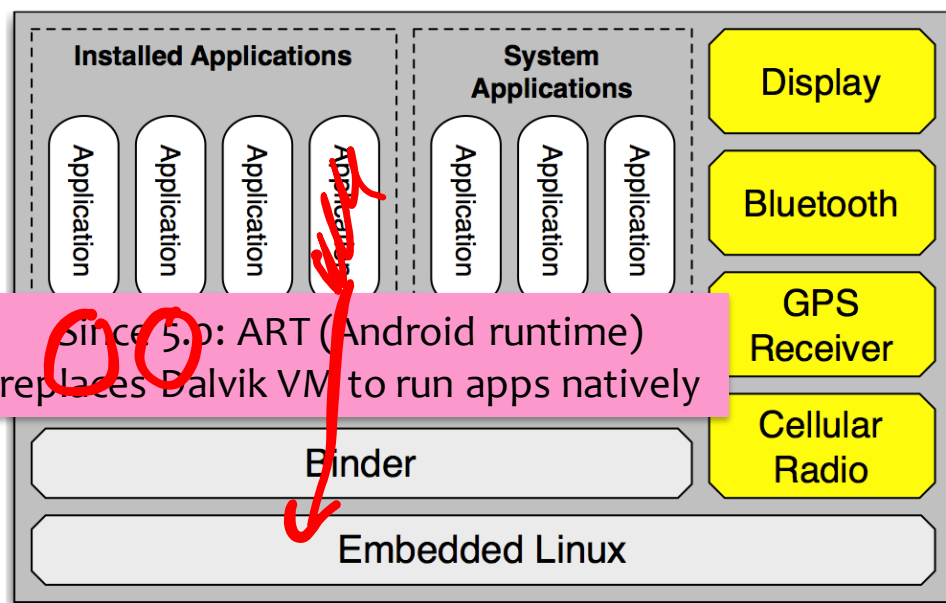 Installed Applications
System
Applications
Application
Application
Application
Application
Application
Application
Application
Display
Bluetooth
GPS
Receiver
Cellular
Radio
Since 5.0: ART (Android runtime)
replaces Dalvik VM to run apps natively
Binder
Embedded Linux